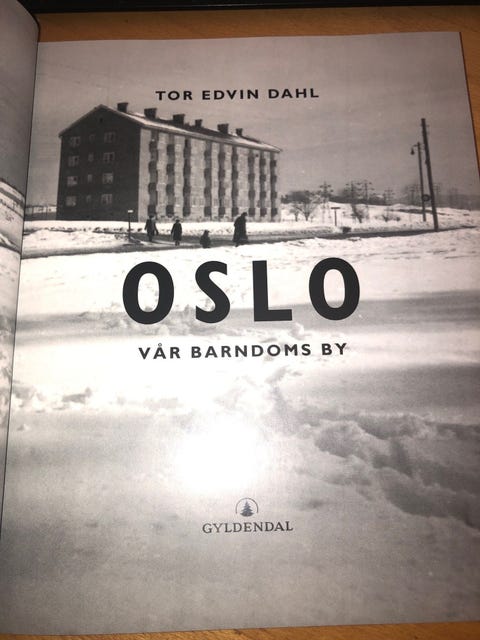 TOR EDVIN DAHL
OSLO
VÅR BARNDOMS BY
GYLDENDAL